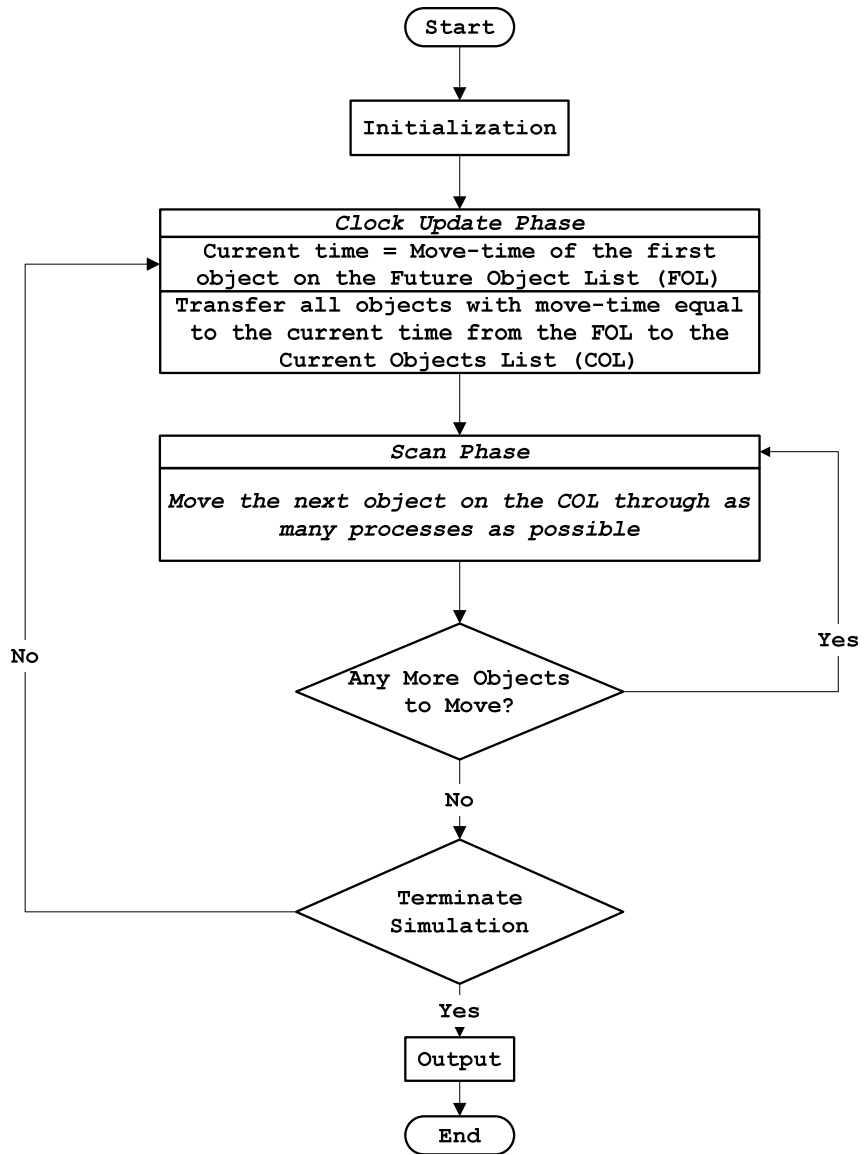 Start
Initialization
Clock Update Phase
Current time = Move-time of the first
object on the Future Object List (FOL)
Transfer all objects with move-time equal
to the current time from the FOL to the
Current Objects List (COL)
Scan Phase
Move the next object on the COL through as
many processes as possible
No
Yes
Any More Objects
to Move?
No
Terminate
Simulation
Yes
Output
End